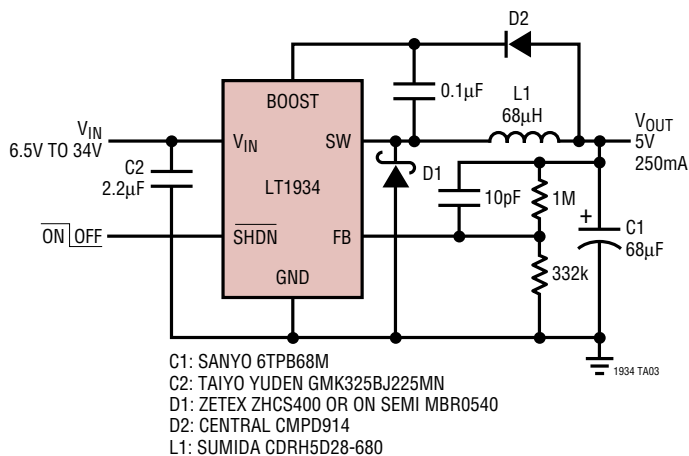 D2
BOOST
0.1µF
L1
68µH
VIN
6.5V TO 34V
VIN
SW
VOUT
5V
250mA
C2
2.2µF
LT1934
D1
10pF
1M
+
C1
68µF
ON OFF
SHDN
FB
332k
GND
1934 TA03
C1: SANYO 6TPB68M
C2: TAIYO YUDEN GMK325BJ225MN
D1: ZETEX ZHCS400 OR ON SEMI MBR0540
D2: CENTRAL CMPD914
L1: SUMIDA CDRH5D28-680